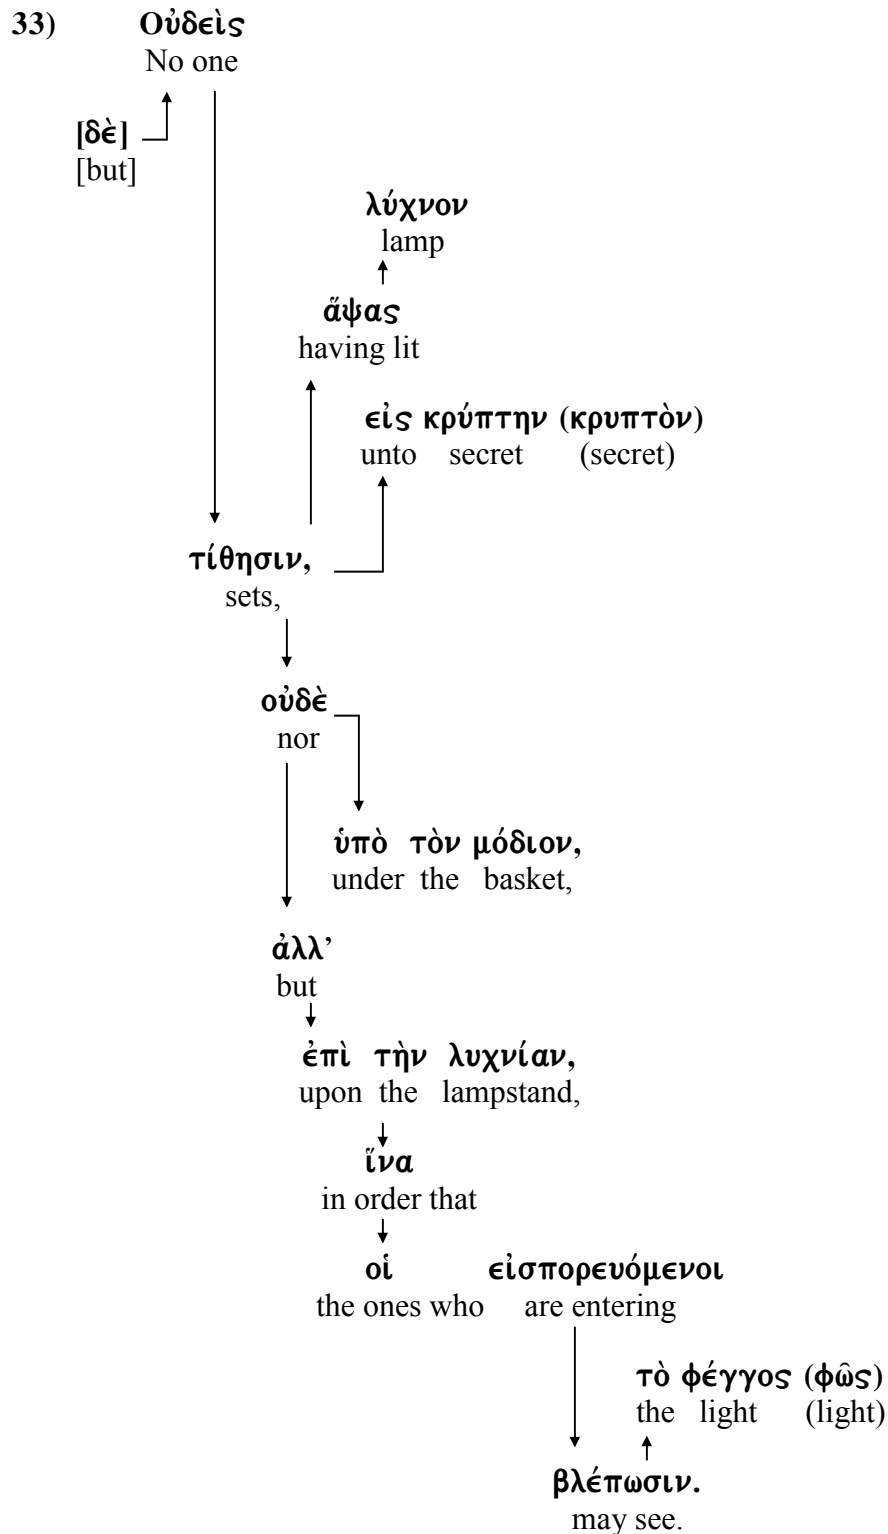 33) Οὐδεὶς
No one
[δὲ]
[but]
λύχνον
lamp
ἅψας
having lit
εἰς κρύπτην (κρυπτὸν)
unto secret (secret)
τίθησιν,
sets,
οὐδὲ
nor
ὑπὸ τὸν μόδιον,
under the basket,
ἀλλ’
but
ἐπὶ τὴν λυχνίαν,
upon the lampstand,
ἵνα
in order that
οἱ εἰσπορευόμενοι
the ones who are entering
τὸ φέγγος (φῶς)
the light (light)
βλέπωσιν.
may see.